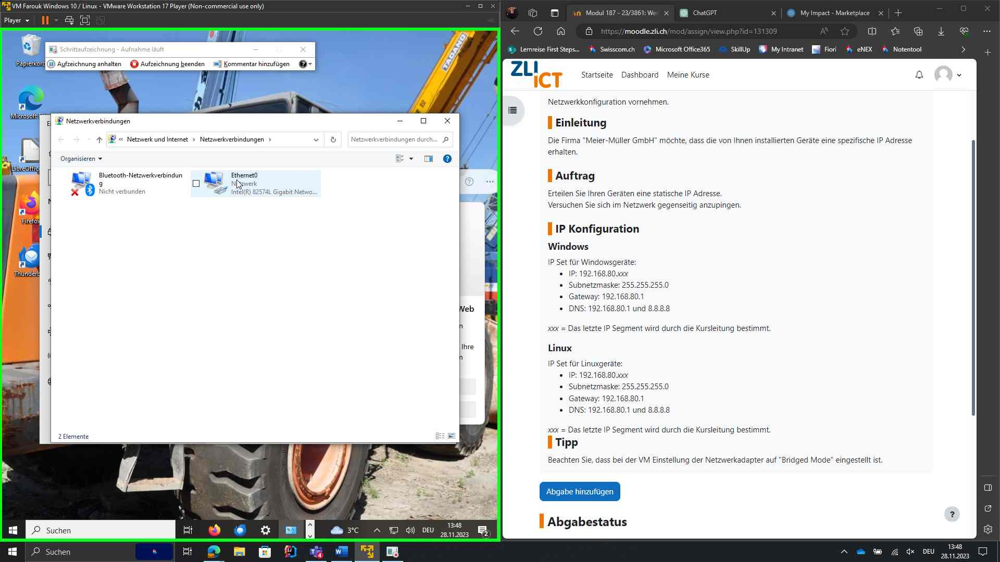 VM Farouk Windows 10 / Linux - VMware Workstation 17 Player (Non-commercial use only)
Player
Papierkorb
Schrittaufzeichnung - Aufnahme läuft
Aufzeichnung anhalten
Aufzeichnung beenden
Kommentar hinzufügen
TADANO
Microsoft
LibreOffice
Firefox
Netzwerkverbindungen
« Netzwerk und Internet › Netzwerkverbindungen ›
Netzwerkverbindungen durch...
Organisieren
Bluetooth-Netzwerkverbindun
g
Nicht verbunden
Ethernet0
Netzwerk
Intel(R) 82574L Gigabit Netwo...
Web
n
Ihre
n
2 Elemente
Suchen
3°C
DEU
13:48
28.11.2023
2
Modul 187 - 23/3861: Wer
ChatGPT
My Impact - Marketplace
https://moodle.zli.ch/mod/assign/view.php?id=131309
Lernreise First Steps...
Swisscom.ch
Microsoft Office365
SkillUp
My Intranet
Fiori
eNEX
Notentool
ZLI
ICT
Startseite
Dashboard
Meine Kurse
Netzwerkkonfiguration vornehmen.
Einleitung
Die Firma "Meier-Müller GmbH" möchte, dass die von Ihnen installierten Geräte eine spezifische IP Adresse
erhalten.
Auftrag
Erteilen Sie Ihren Geräten eine statische IP Adresse.
Versuchen Sie sich im Netzwerk gegenseitig anzupingen.
IP Konfiguration
Windows
IP Set für Windowsgeräte:
• IP: 192.168.80.xxx
• Subnetzmaske: 255.255.255.0
• Gateway: 192.168.80.1
• DNS: 192.168.80.1 und 8.8.8.8
xxx = Das letzte IP Segment wird durch die Kursleitung bestimmt.
Linux
IP Set für Linuxgeräte:
• IP: 192.168.80.xxx
• Subnetzmaske: 255.255.255.0
• Gateway: 192.168.80.1
• DNS: 192.168.80.1 und 8.8.8.8
xxx = Das letzte IP Segment wird durch die Kursleitung bestimmt.
Tipp
Beachten Sie, dass bei der VM Einstellung der Netzwerkadapter auf "Bridged Mode" eingestellt ist.
Abgabe hinzufügen
?
Abgabestatus
Suchen
4
DEU
13:48
28.11.2023